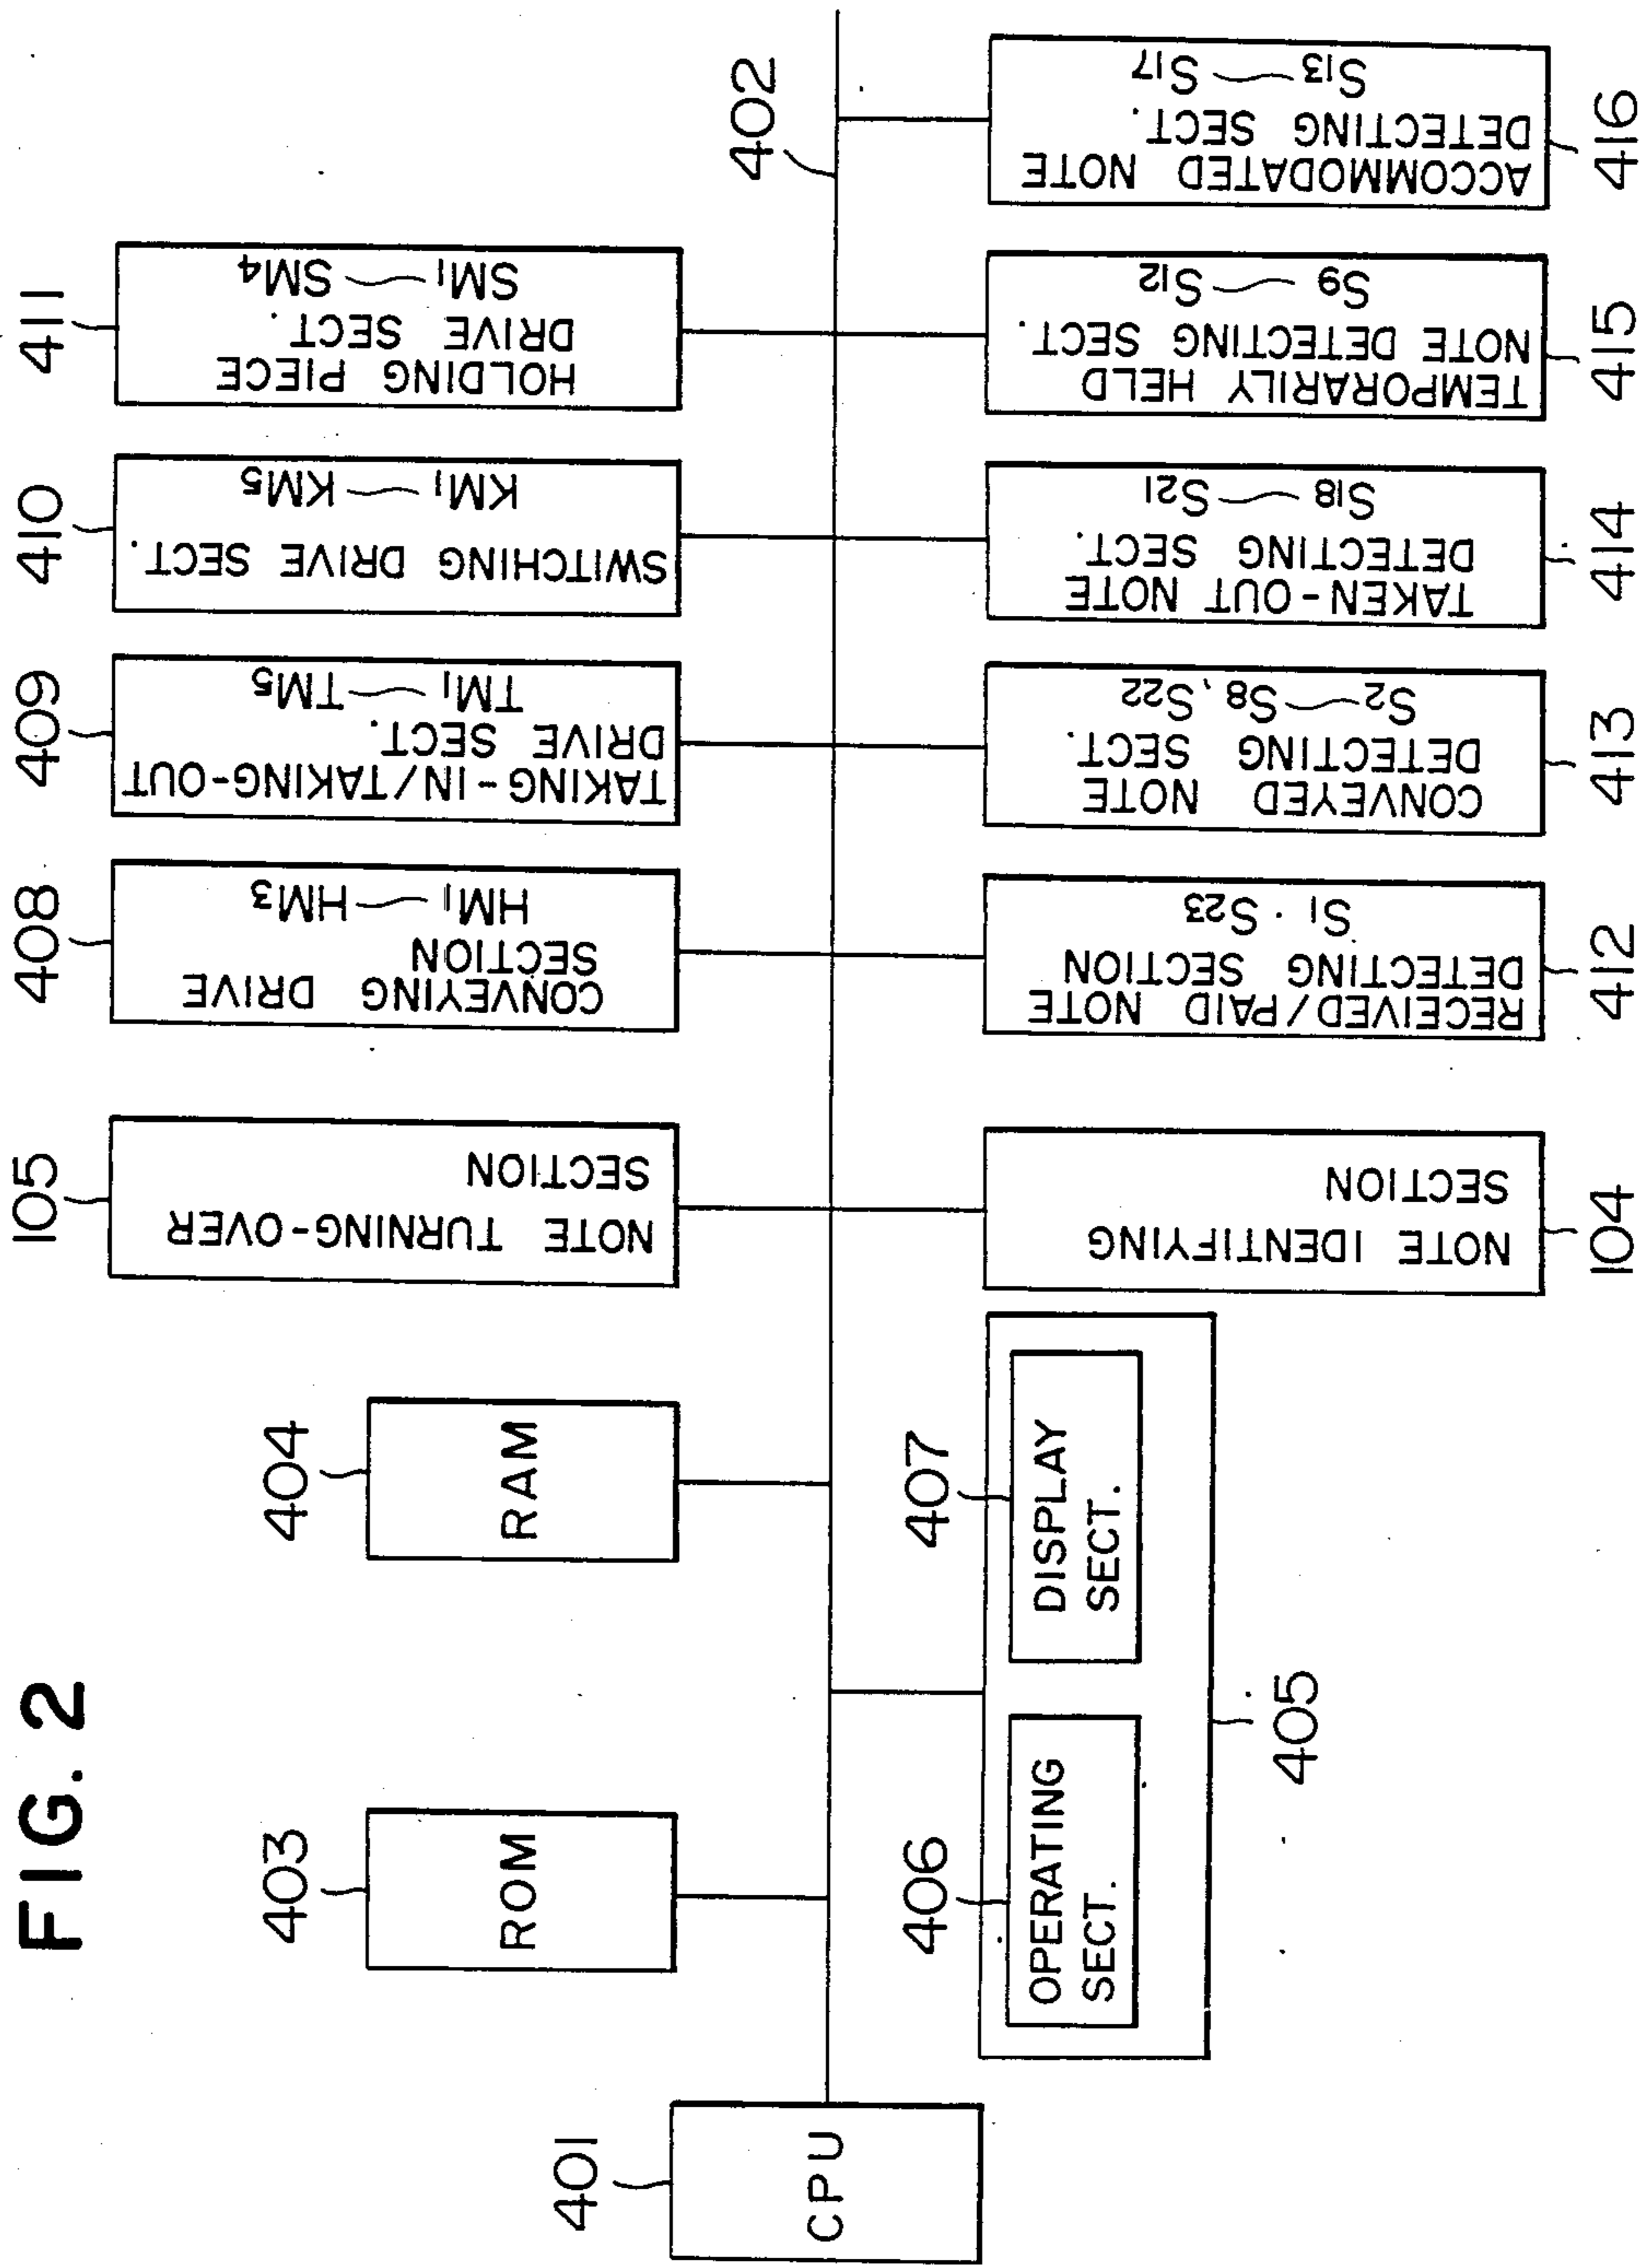 FIG. 2
401
CPU
402
403
ROM
404
RAM
405
406
OPERATING
SECT.
407
DISPLAY
SECT.
105
NOTE TURNING-OVER
SECTION
104
NOTE IDENTIFYING
SECTION
408
CONVEYING DRIVE
SECTION
HM1~HM3
412
RECEIVED/PAID NOTE
DETECTING SECTION
S1 · S23
409
TAKING-IN/TAKING-OUT
DRIVE SECT.
TM1~TM5
413
CONVEYED NOTE
DETECTING SECT.
S2~S8, S22
410
SWITCHING DRIVE SECT.
KM1~KM5
414
TAKEN-OUT NOTE
DETECTING SECT.
S18~S21
411
HOLDING PIECE
DRIVE SECT.
SM1~SM4
415
TEMPORARILY HELD
NOTE DETECTING SECT.
S9~S12
416
ACCOMMODATED NOTE
DETECTING SECT.
S13~S17